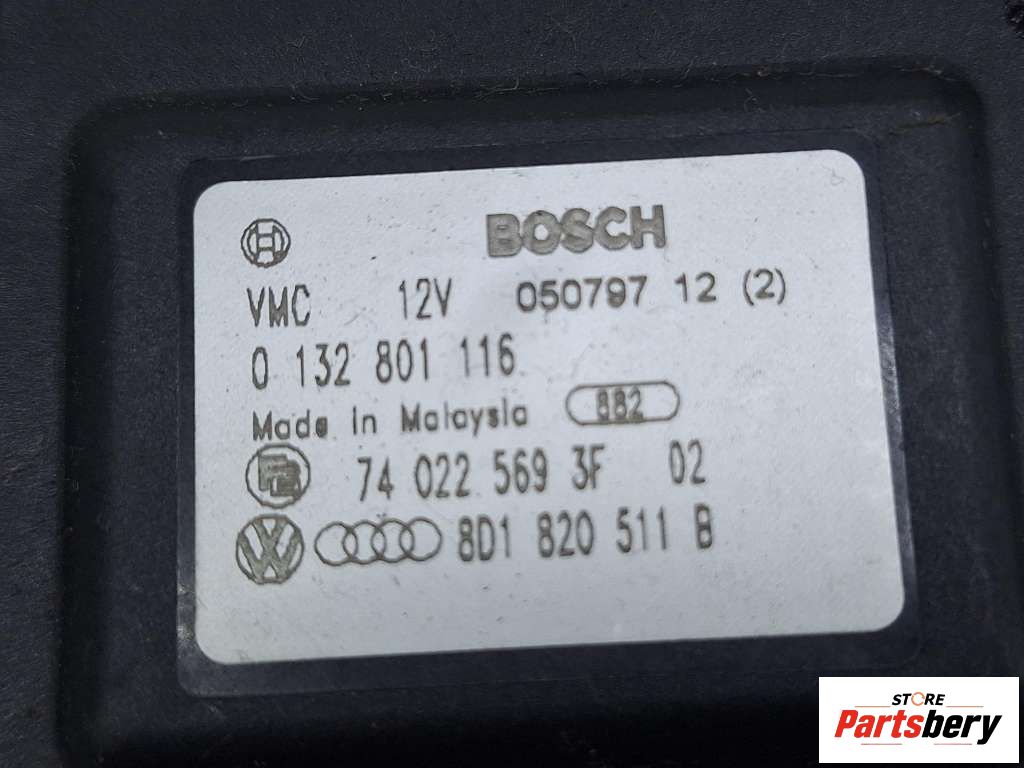 BOSCH
VMC 12V 050797 12 (2)
0 132 801 116
Made in Malaysia 882
74 022 569 3F 02
8D1 820 511 B
STORE
Partsbery